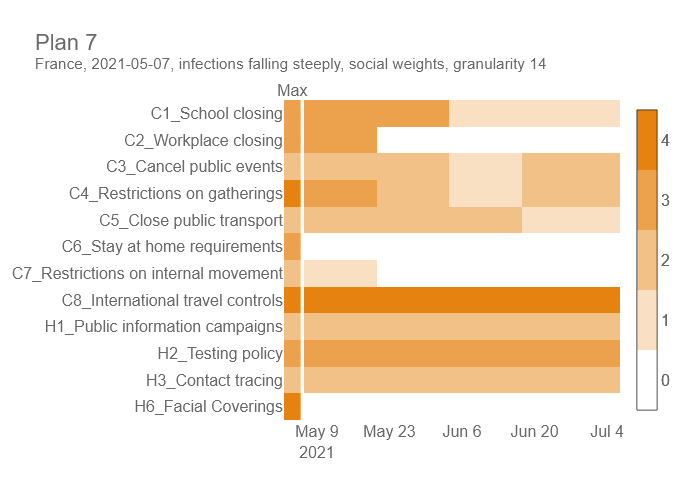 Plan 7
France, 2021-05-07, infections falling steeply, social weights, granularity 14
Max
C1_School closing
C2_Workplace closing
C3_Cancel public events
C4_Restrictions on gatherings
C5_Close public transport
C6_Stay at home requirements
C7_Restrictions on internal movement
C8_International travel controls
H1_Public information campaigns
H2_Testing policy
H3_Contact tracing
H6_Facial Coverings
4
3
2
1
0
May 9 May 23 Jun 6 Jun 20 Jul 4
2021